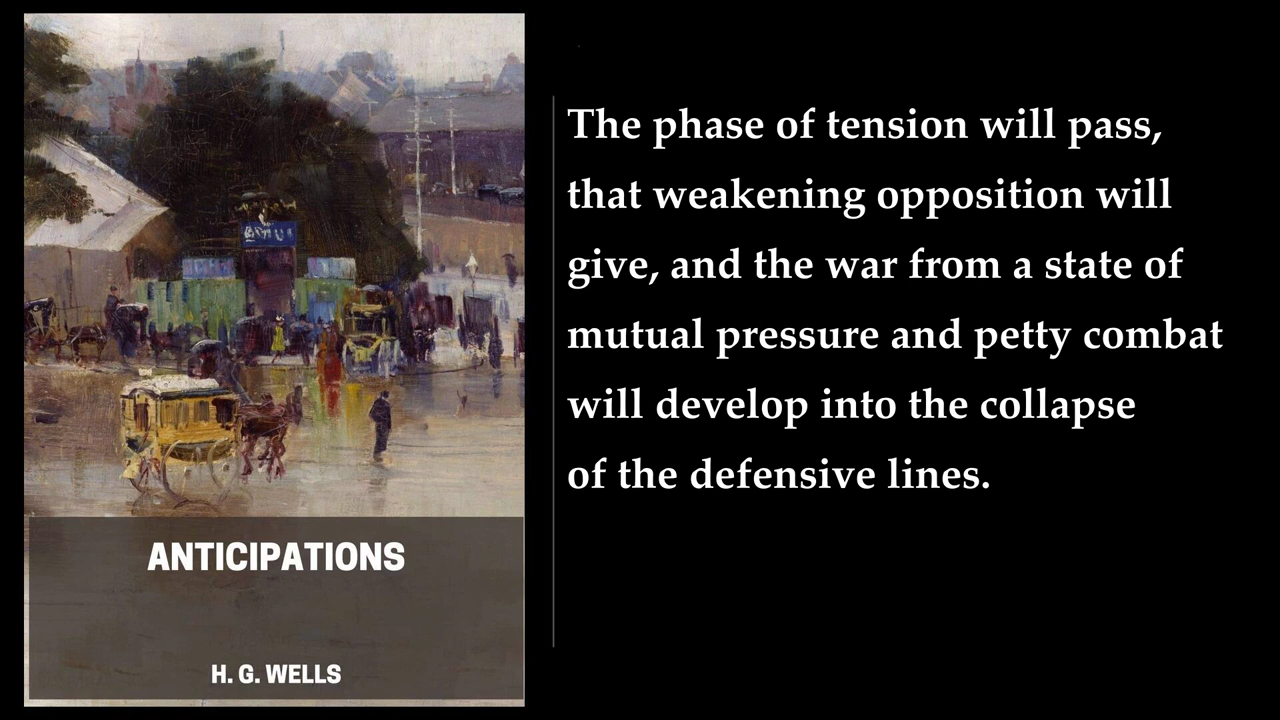 ANTICIPATIONS
H. G. WELLS
The phase of tension will pass,
that weakening opposition will
give, and the war from a state of
mutual pressure and petty combat
will develop into the collapse
of the defensive lines.